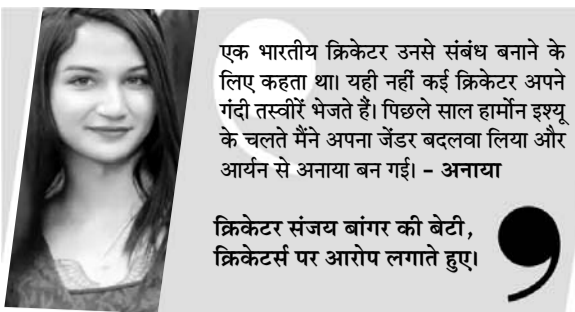 एक भारतीय क्रिकेटर उनसे संबंध बनाने के
लिए कहता था। यही नहीं कई क्रिकेटर अपने
गंदी तस्वीरें भेजते हैं। पिछले साल हार्मोन इश्यू
के चलते मैंने अपना जेंडर बदलवा लिया और
आर्यन से अनाया बन गई। – अनाया
क्रिकेटर संजय बांगर की बेटी,
क्रिकेटर्स पर आरोप लगाते हुए।